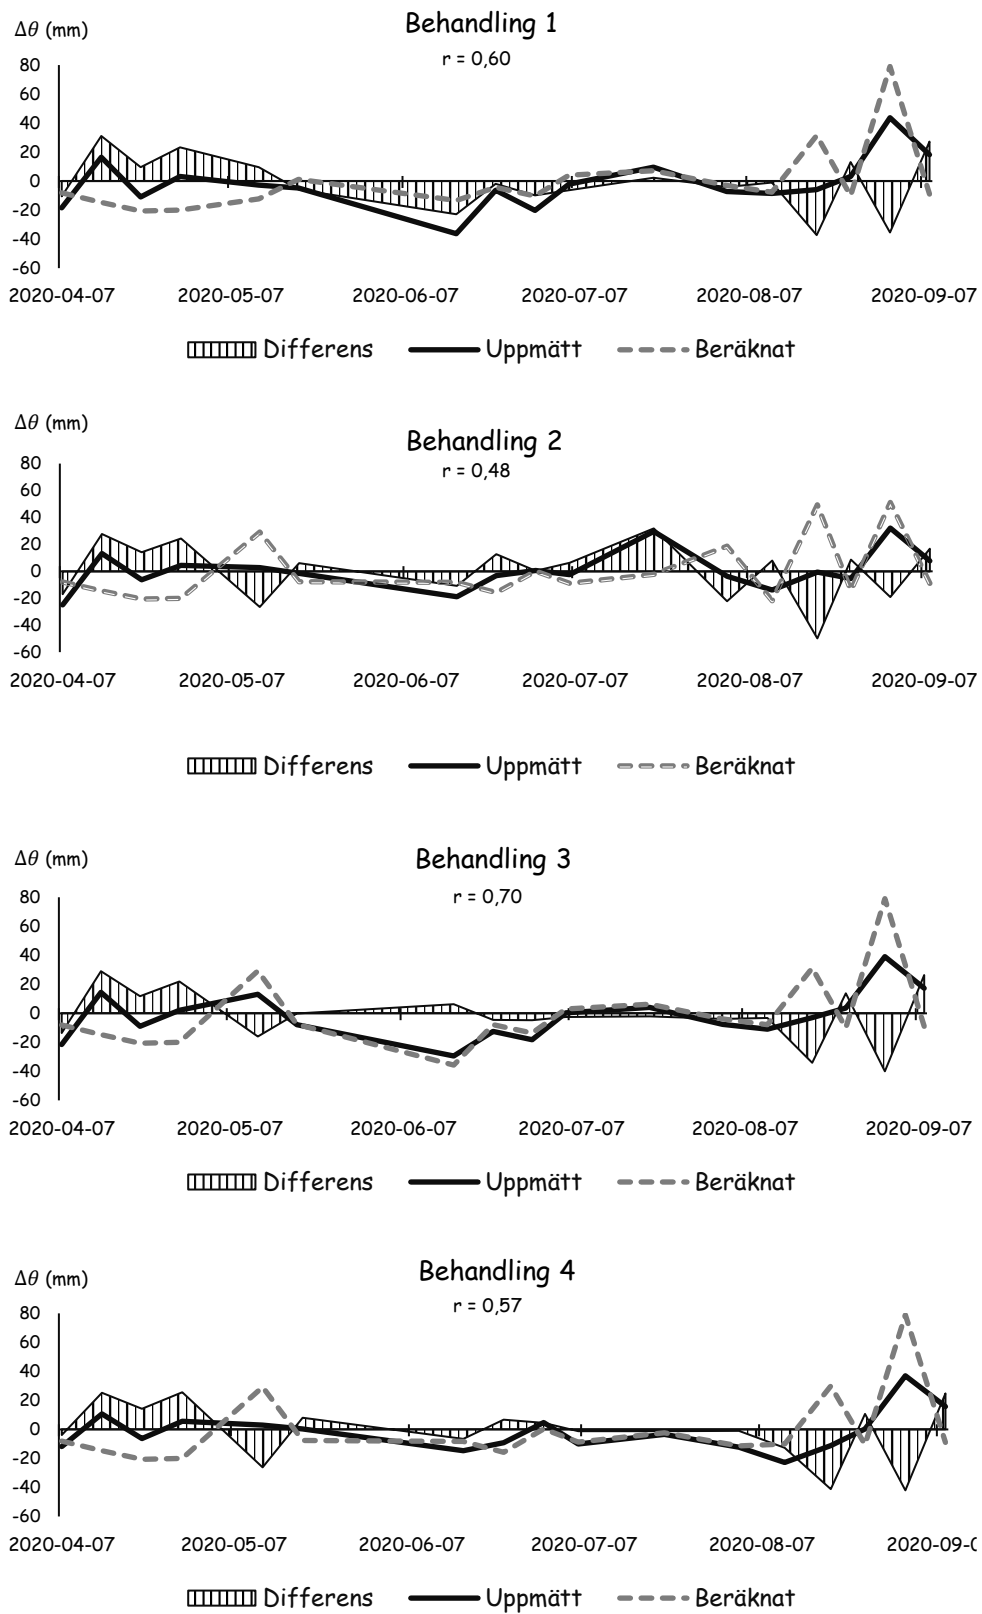 Δθ (mm)
Behandling 1
r = 0,60
80
60
40
20
0
-20
-40
-60
2020-04-07 2020-05-07 2020-06-07 2020-07-07 2020-08-07 2020-09-07
Differens Uppmätt Beräknat
Δθ (mm)
Behandling 2
r = 0,48
80
60
40
20
0
-20
-40
-60
2020-04-07 2020-05-07 2020-06-07 2020-07-07 2020-08-07 2020-09-07
Differens Uppmätt Beräknat
Δθ (mm)
Behandling 3
r = 0,70
80
60
40
20
0
-20
-40
-60
2020-04-07 2020-05-07 2020-06-07 2020-07-07 2020-08-07 2020-09-07
Differens Uppmätt Beräknat
Δθ (mm)
Behandling 4
r = 0,57
80
60
40
20
0
-20
-40
-60
2020-04-07 2020-05-07 2020-06-07 2020-07-07 2020-08-07 2020-09-0
Differens Uppmätt Beräknat